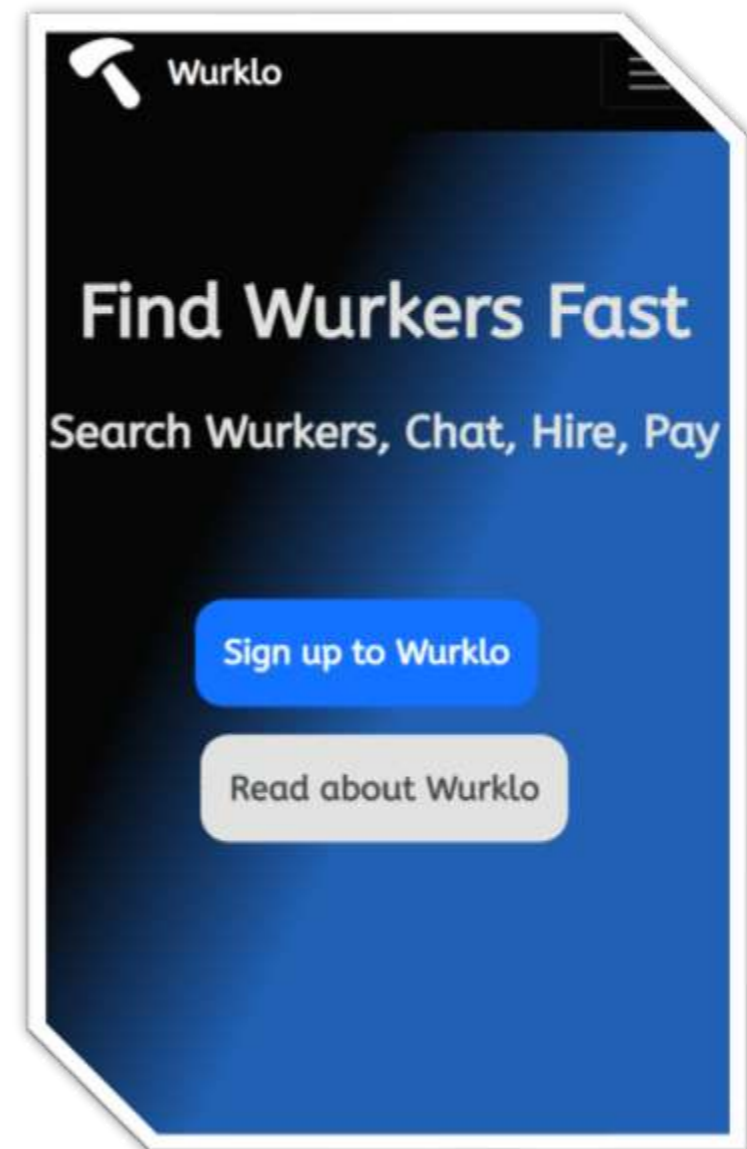 Wurklo
Find Wurkers Fast
Search Wurkers, Chat, Hire, Pay
Sign up to Wurklo
Read about Wurklo